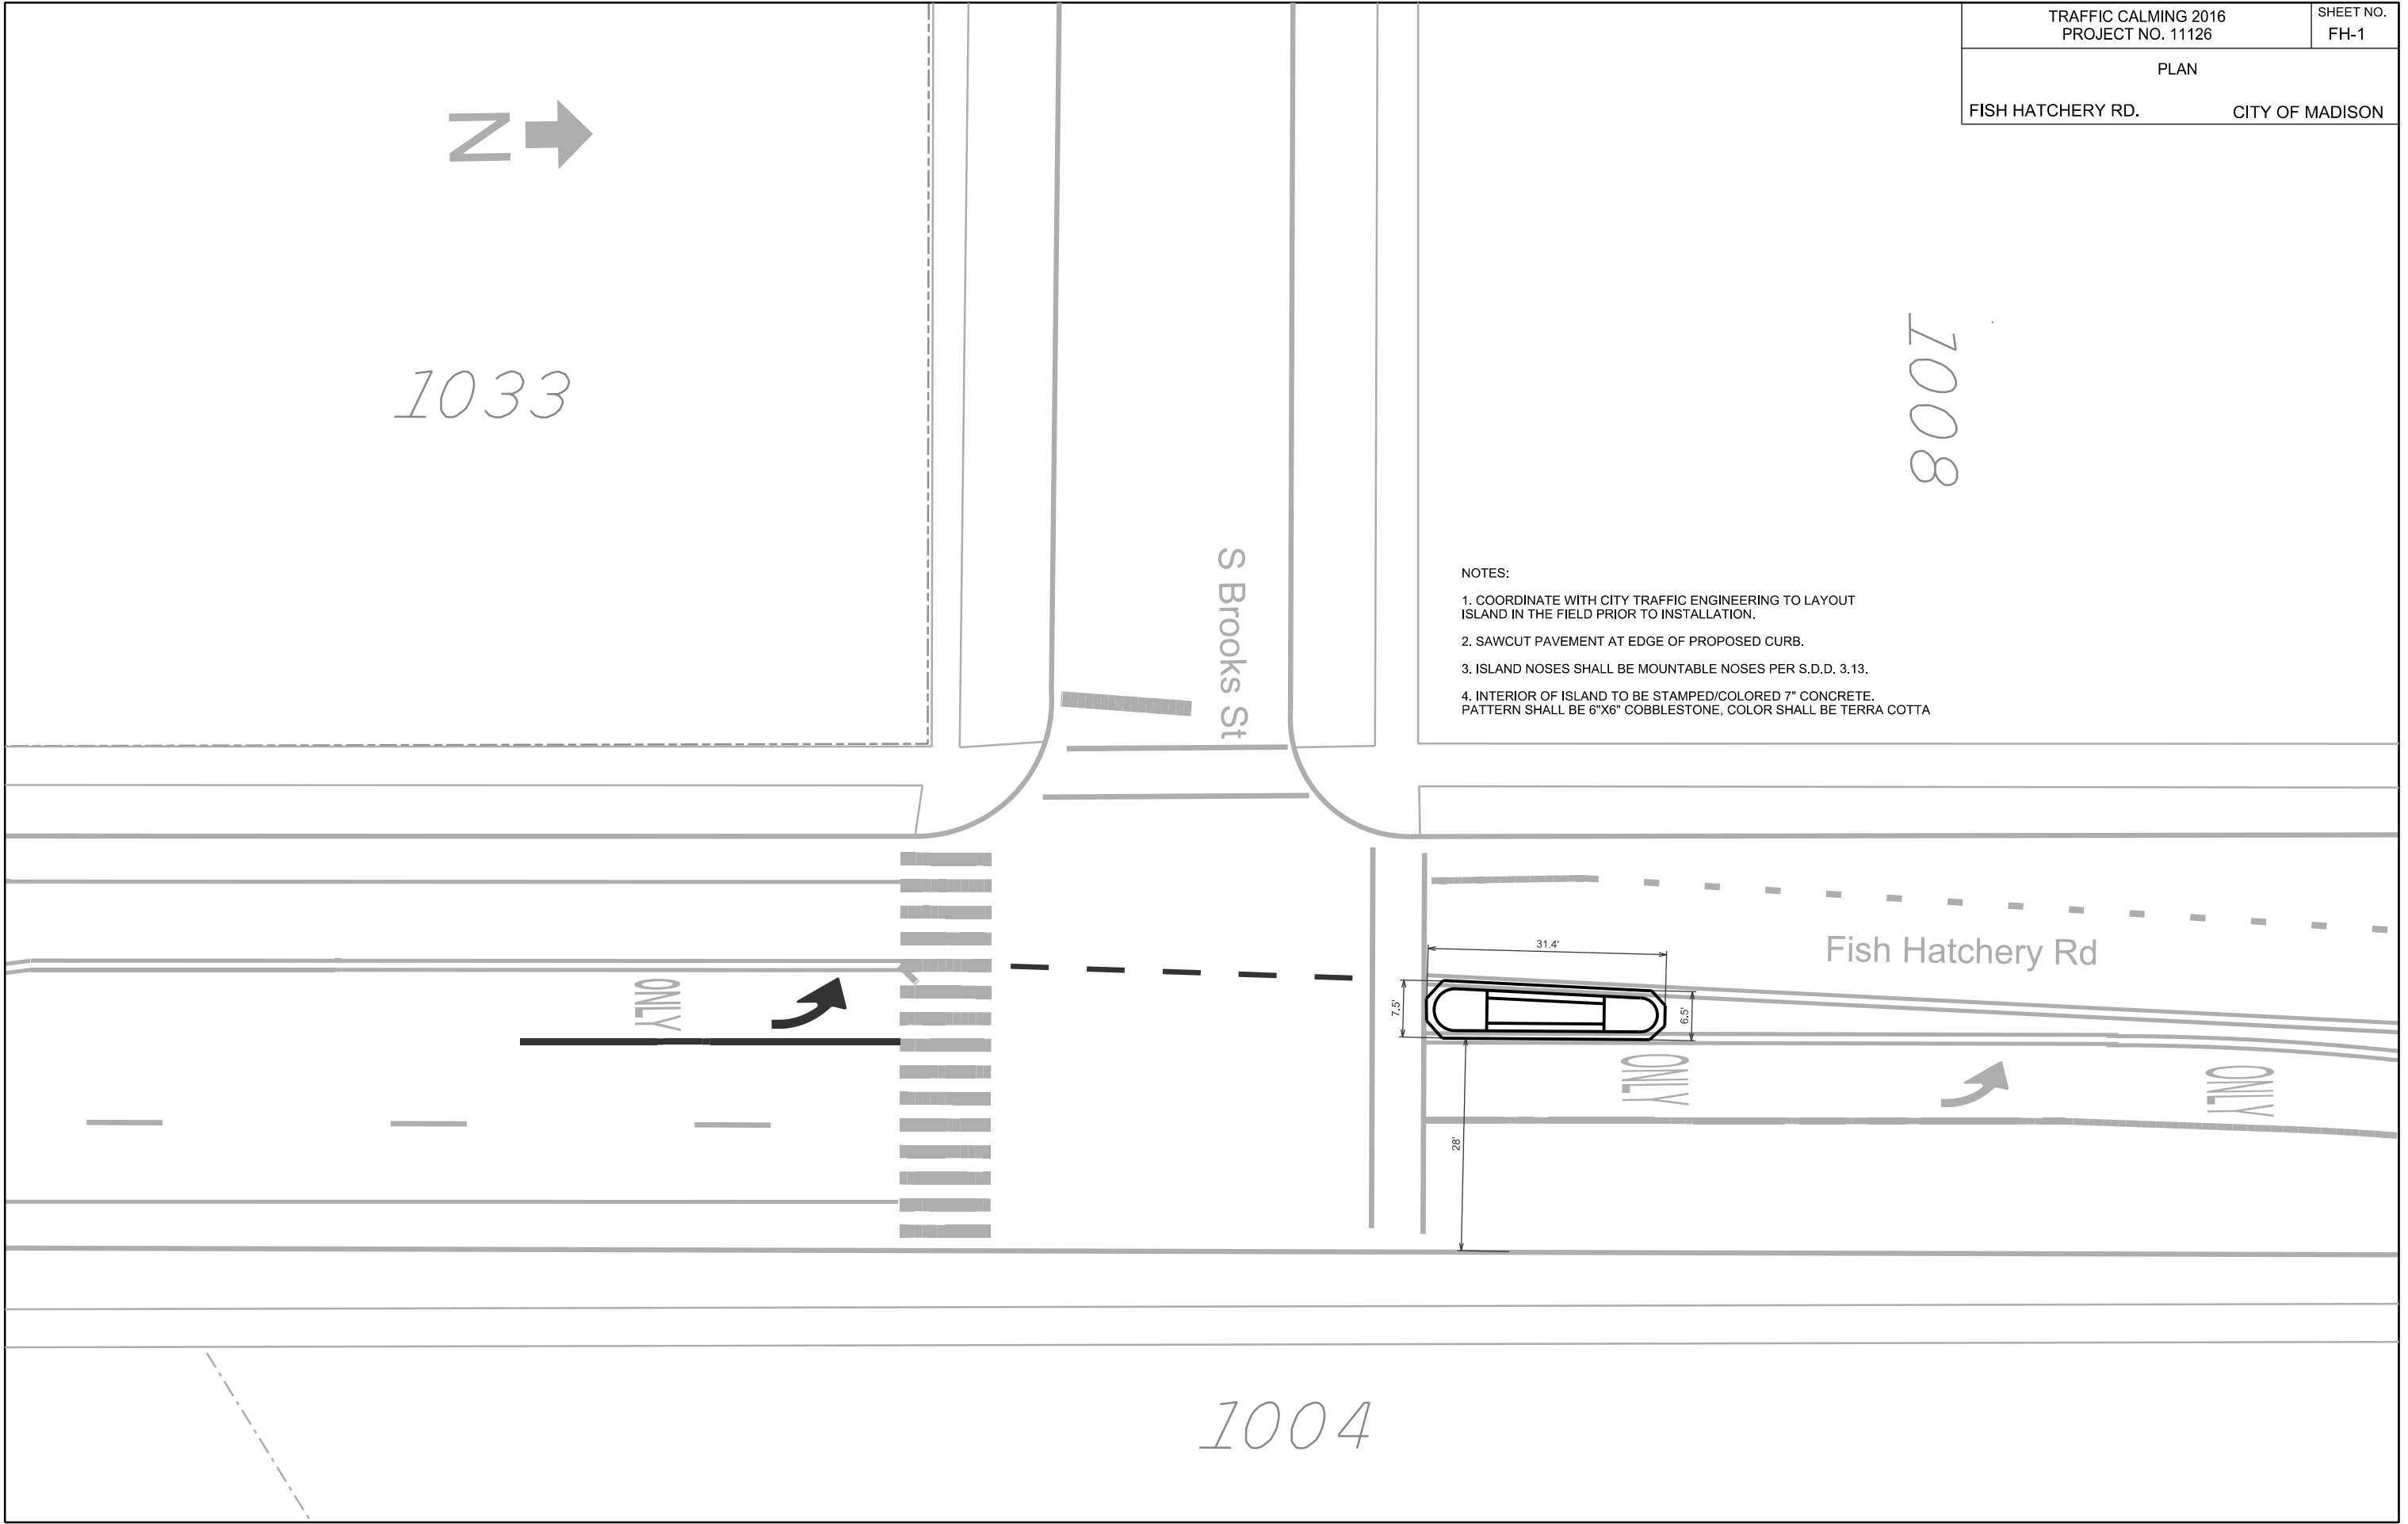 TRAFFIC CALMING 2016
PROJECT NO. 11126
SHEET NO.
FH-1
PLAN
FISH HATCHERY RD.
CITY OF MADISON
N
1033
1008
S Brooks St
NOTES:
1. COORDINATE WITH CITY TRAFFIC ENGINEERING TO LAYOUT
ISLAND IN THE FIELD PRIOR TO INSTALLATION.
2. SAWCUT PAVEMENT AT EDGE OF PROPOSED CURB.
3. ISLAND NOSES SHALL BE MOUNTABLE NOSES PER S.D.D. 3.13.
4. INTERIOR OF ISLAND TO BE STAMPED/COLORED 7" CONCRETE.
PATTERN SHALL BE 6"X6" COBBLESTONE, COLOR SHALL BE TERRA COTTA
31.4'
Fish Hatchery Rd
ONLY
7.5'
6.5'
ONLY
ONLY
28'
1004